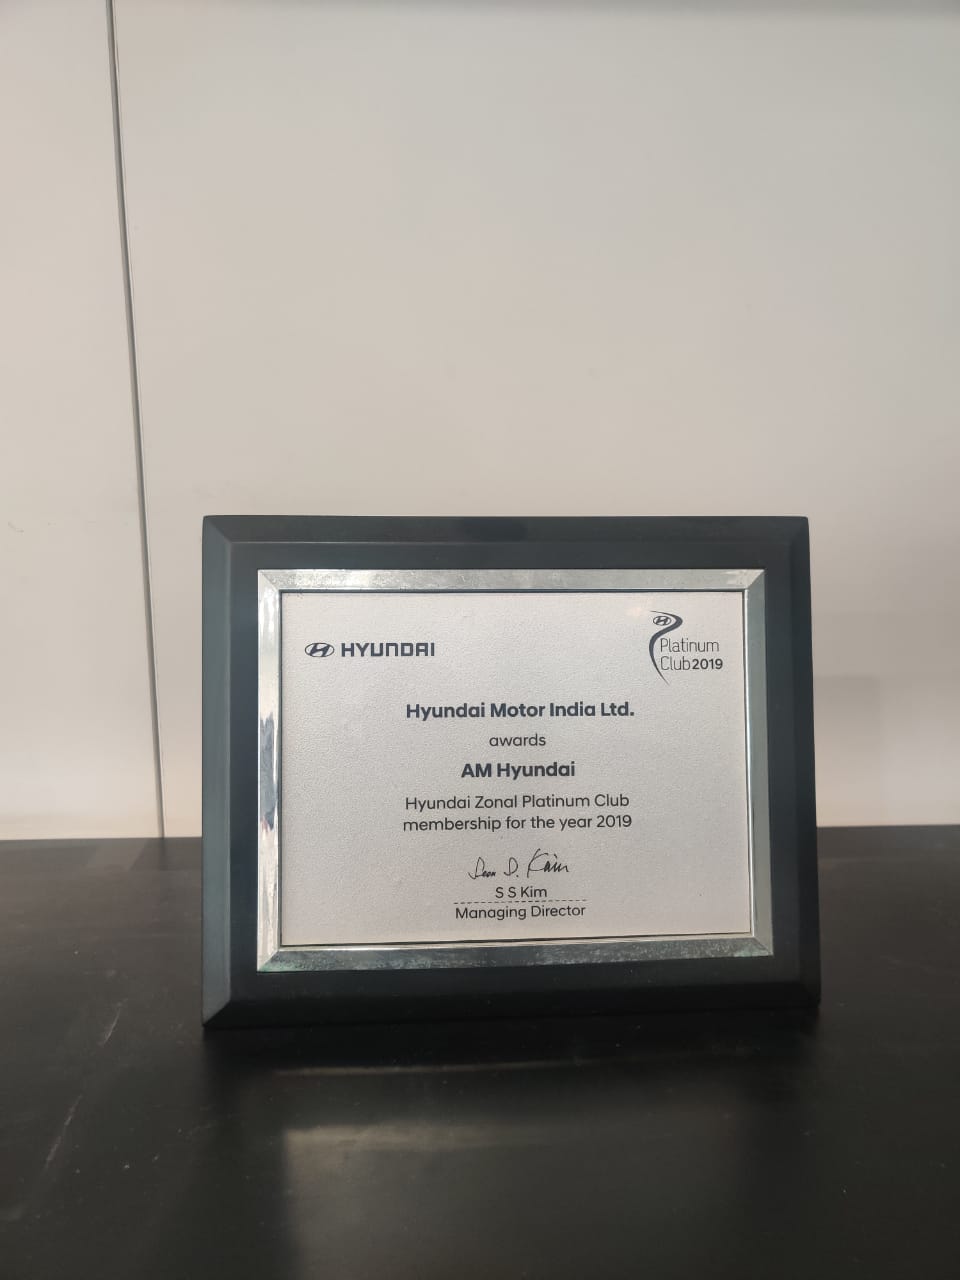 HYUNDAI
Platinum
Club2019
Hyundai Motor India Ltd.
awards
AM Hyundai
Hyundai Zonal Platinum Club
membership for the year 2019
S S Kim
Managing Director